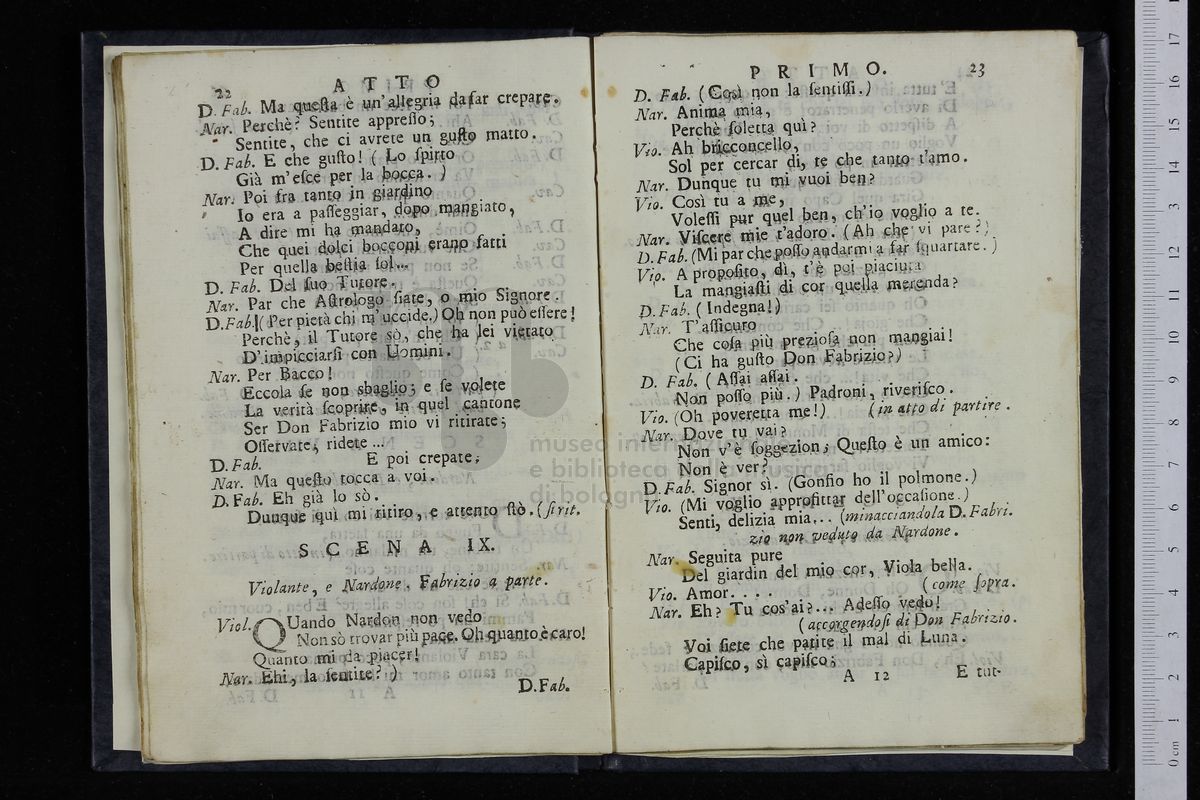 22 ATTO
D. Fab. Ma queſta è un'allegria da far crepare.
Nar. Perchè? Sentite appreſſo;
Sentite, che ci avrete un guſto matto.
D. Fab. E che guſto! ( Lo ſpirto
Già m'eſce per la bocca. )
Nar. Poi fra tanto in giardino
Io era a paſſeggiar, dopo mangiato,
A dire mi ha mandato,
Che quei dolci bocconi erano fatti
Per quella beſtia ſol...
D. Fab. Del ſuo Tutore.
Nar. Par che Aſtrologo ſiate, o mio Signore.
D. Fab. ( Per pietà chi m' uccide.) Oh non può eſſere!
Perchè, il Tutore sò, che ha lei vietato
D'impicciarſi con Uomini.
Nar. Per Bacco!
Eccola ſe non sbaglio; e ſe volete
La verità ſcoprire, in quel cantone
Ser Don Fabrizio mio vi ritirate;
Oſſervate, ridete ...
D. Fab. E poi crepate;
Nar. Ma queſto tocca a voi.
D. Fab. Eh già lo sò.
Dunque quì mi ritiro, e attento ſtò. (ſi rit.
SCENA IX.
Violante, e Nardone. Fabrizio a parte.
Viol. QUando Nardon non vedo
Non sò trovar più pace. Oh quanto è caro!
Quanto mi da piacer!
Nar. Ehi, la ſentite? )
D. Fab.
PRIMO. 23
D. Fab. (Così non la ſentiſſi.)
Nar. Anima mia,
Perchè ſoletta quì?
Vio. Ah bricconcello,
Sol per cercar di, te che tanto t'amo.
Nar. Dunque tu mi vuoi ben?
Vio. Così tu a me,
Voleſſi pur quel ben, ch'io voglio a te.
Nar. Viſcere mie t'adoro. (Ah che vi pare?)
D. Fab. (Mi par che poſſo andarmi a far ſquartare.)
Vio. A propoſito, dì, t'è poi piaciuta
La mangiaſti di cor quella merenda?
D. Fab. ( Indegna!)
Nar. T'aſſicuro
Che coſa più prezioſa non mangiai!
(Ci ha guſto Don Fabrizio?)
D. Fab. (Aſſai aſſai.
Non poſſo più.) Padroni, riveriſco.
Vio. (Oh poveretta me!) (in atto di partire.
Nar. Dove tu vai?
Non v'è ſoggezion; Queſto è un amico:
Non è ver?
D. Fab. Signor sì. (Gonfio ho il polmone.)
Vio. (Mi voglio approfittar dell'occaſione.)
Senti, delizia mia... (minacciandola D. Fabri.
zio non veduto da Nardone.
Nar. Seguita pure
Del giardin del mio cor, Viola bella.
Vio. Amor.... (come ſopra.
Nar. Eh? Tu cos'ai?... Adeſſo vedo!
(accorgendoſi di Don Fabrizio.
Voi ſiete che patite il mal di Luna.
Capiſco, sì capiſco;
A 12 E tut-
museo internazionale
e biblioteca della musica
di bologna